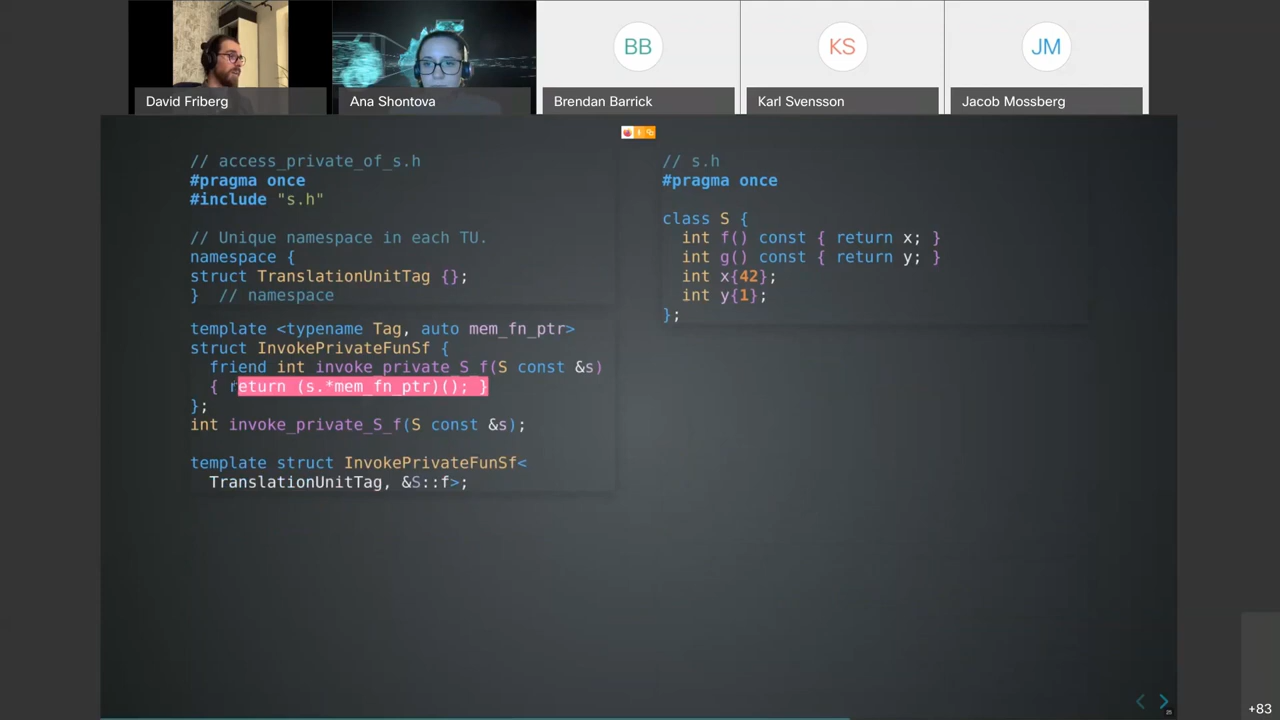 David Friberg
Ana Shontova
BB
Brendan Barrick
KS
Karl Svensson
JM
Jacob Mossberg
// access_private_of_s.h
#pragma once
#include "s.h"
// Unique namespace in each TU.
namespace {
struct TranslationUnitTag {};
}  // namespace
template <typename Tag, auto mem_fn_ptr>
struct InvokePrivateFunSf {
  friend int invoke_private_S_f(S const &s)
  { return (s.*mem_fn_ptr)(); }
};
int invoke_private_S_f(S const &s);
template struct InvokePrivateFunSf<
  TranslationUnitTag, &S::f>;
// s.h
#pragma once
class S {
  int f() const { return x; }
  int g() const { return y; }
  int x{42};
  int y{1};
};
+83